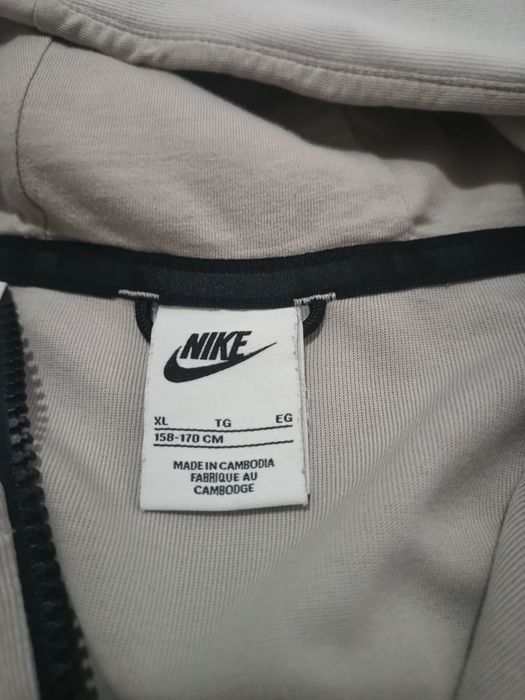 NIKE
XL TG EG
158-170 CM
MADE IN CAMBODIA
FABRIQUE AU
CAMBODGE